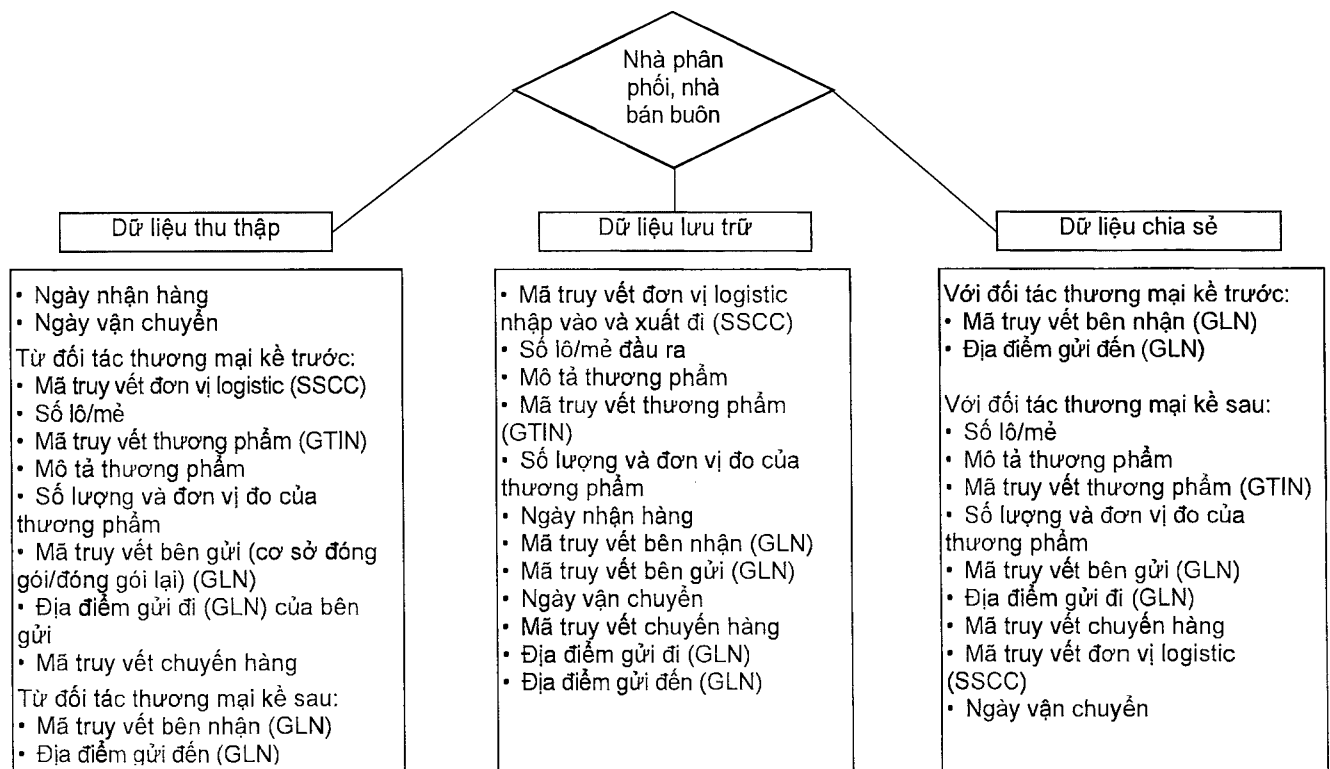 Nhà phân
phối, nhà
bán buôn
Dữ liệu thu thập
• Ngày nhận hàng
• Ngày vận chuyển
Từ đối tác thương mại kề trước:
• Mã truy vết đơn vị logistic (SSCC)
• Số lô/mẻ
• Mã truy vết thương phẩm (GTIN)
• Mô tả thương phẩm
• Số lượng và đơn vị đo của
thương phẩm
• Mã truy vết bên gửi (cơ sở đóng
gói/đóng gói lại) (GLN)
• Địa điểm gửi đi (GLN) của bên
gửi
• Mã truy vết chuyến hàng
Từ đối tác thương mại kề sau:
• Mã truy vết bên nhận (GLN)
• Địa điểm gửi đến (GLN)
Dữ liệu lưu trữ
• Mã truy vết đơn vị logistic
nhập vào và xuất đi (SSCC)
• Số lô/mẻ đầu ra
• Mô tả thương phẩm
• Mã truy vết thương phẩm
(GTIN)
• Số lượng và đơn vị đo của
thương phẩm
• Ngày nhận hàng
• Mã truy vết bên nhận (GLN)
• Mã truy vết bên gửi (GLN)
• Ngày vận chuyển
• Mã truy vết chuyến hàng
• Địa điểm gửi đi (GLN)
• Địa điểm gửi đến (GLN)
Dữ liệu chia sẻ
Với đối tác thương mại kề trước:
• Mã truy vết bên nhận (GLN)
• Địa điểm gửi đến (GLN)
Với đối tác thương mại kề sau:
• Số lô/mẻ
• Mô tả thương phẩm
• Mã truy vết thương phẩm (GTIN)
• Số lượng và đơn vị đo của
thương phẩm
• Mã truy vết bên gửi (GLN)
• Địa điểm gửi đi (GLN)
• Mã truy vết chuyến hàng
• Mã truy vết đơn vị logistic
(SSCC)
• Ngày vận chuyển